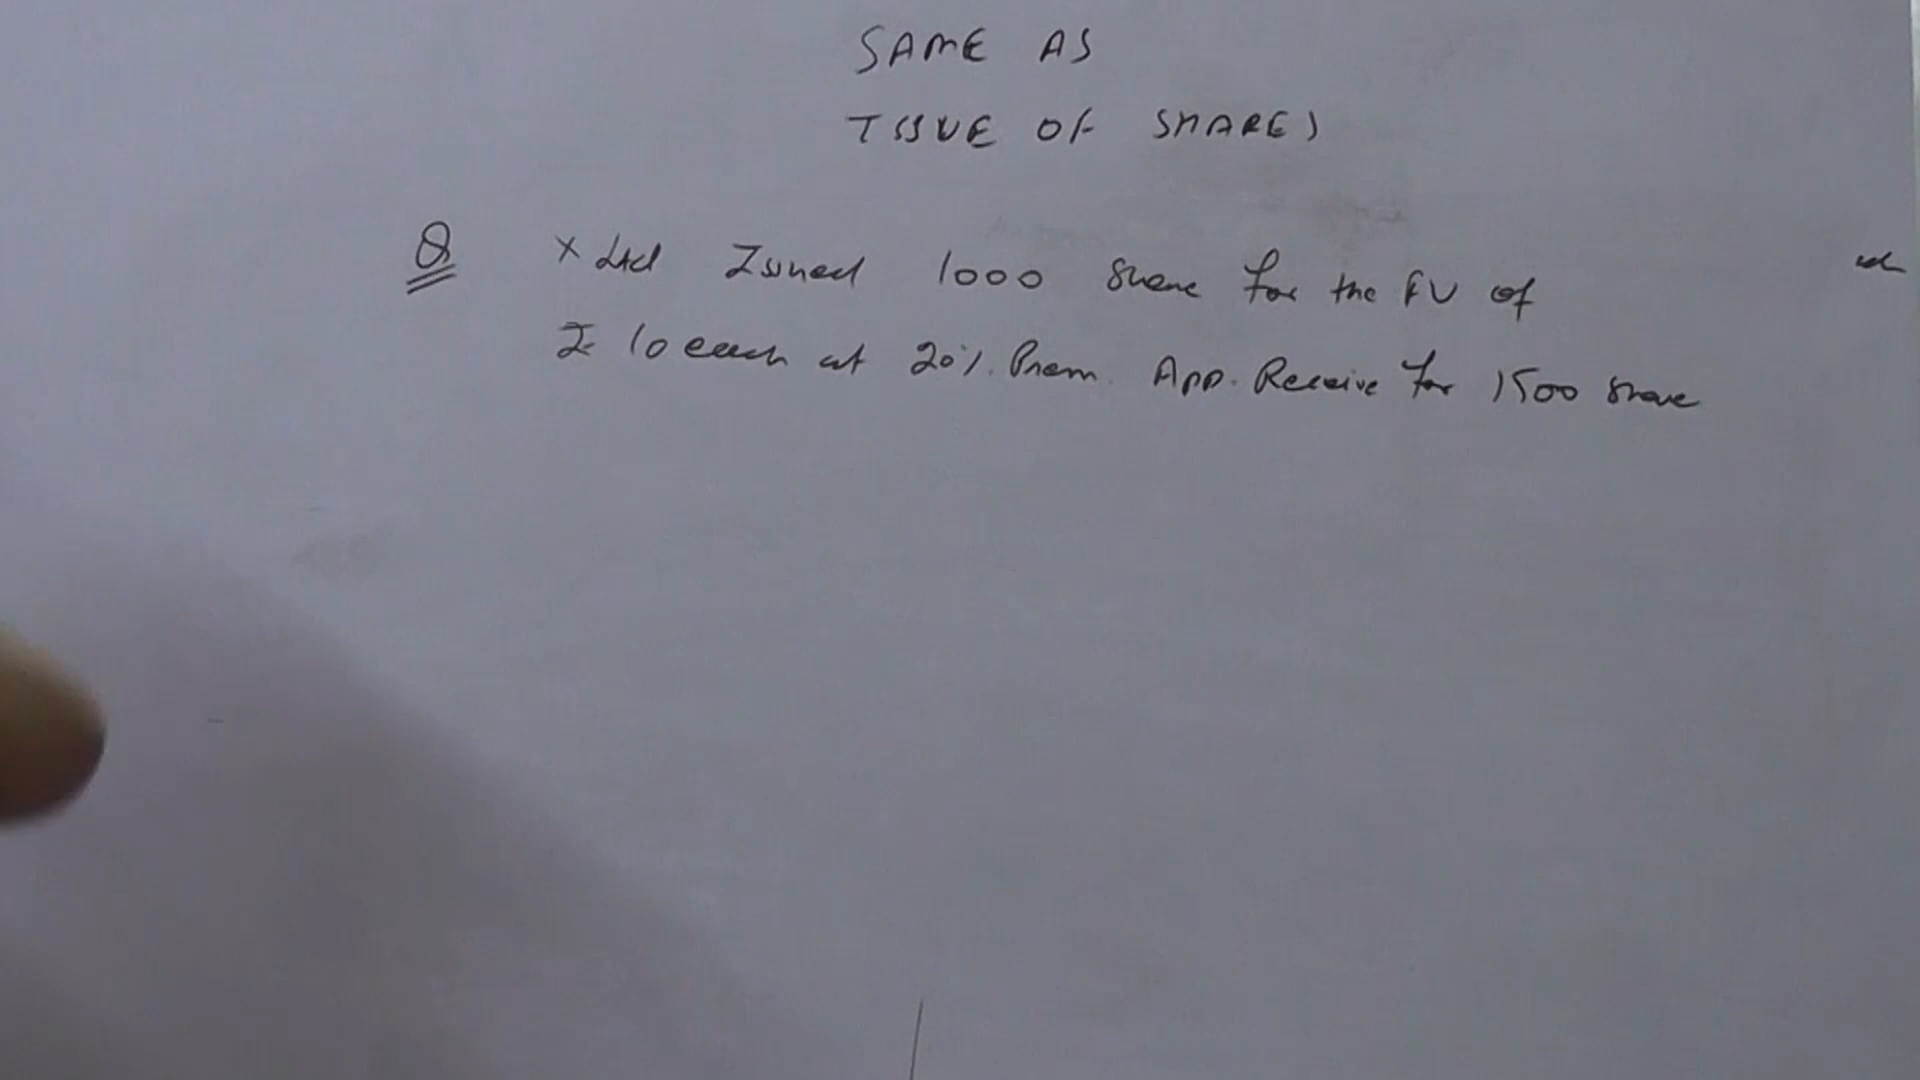 SAME AS
ISSUE OF SHARES
Q X Ltd Issued 1000 Share for the FV of
₹ 10 each at 20% Prem. App. Receive for 1500 Share